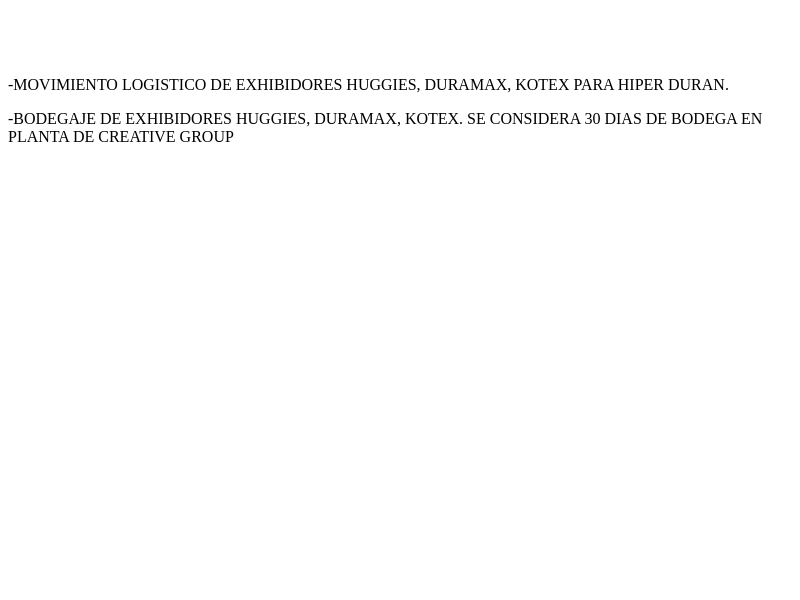 -MOVIMIENTO LOGISTICO DE EXHIBIDORES HUGGIES, DURAMAX, KOTEX PARA HIPER DURAN.
-BODEGAJE DE EXHIBIDORES HUGGIES, DURAMAX, KOTEX. SE CONSIDERA 30 DIAS DE BODEGA EN
PLANTA DE CREATIVE GROUP